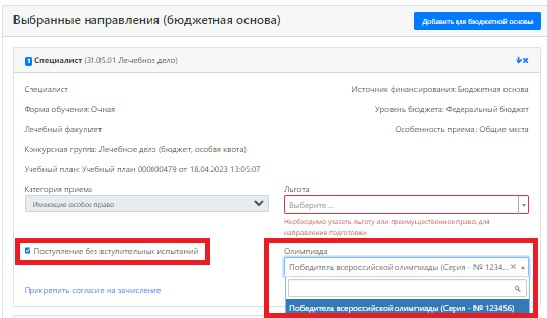 Выбранные направления (бюджетная основа)
Добавить для бюджетной основы
1 Специалист (31.05.01 Лечебное дело)
Специалист
Источник финансирования: Бюджетная основа
Форма обучения: Очная
Уровень бюджета: Федеральный бюджет
Лечебный факультет
Особенность приема: Общие места
Конкурсная группа: Лечебное дело (бюджет, особая квота)
Учебный план: Учебный план 000000479 от 18.04.2023 13:05:07
Категория приема
Льгота
Имеющие особое право
Выберите ...
Необходимо указать льготу или преимущественное право для
направления подготовки
Поступление без вступительных испытаний
Олимпиада
Победитель всероссийской олимпиады (Серия - № 1234...
Прикрепить согласие на зачисление
Победитель всероссийской олимпиады (Серия - № 123456)